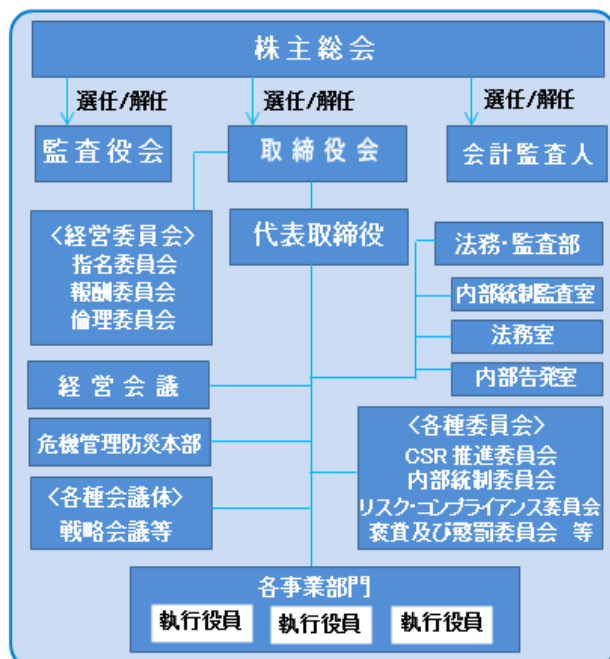 株主総会
選任/解任
選任/解任
選任/解任
監査役会
取締役会
会計監査人
〈経営委員会〉
指名委員会
報酬委員会
倫理委員会
代表取締役
法務・監査部
内部統制監査室
法務室
内部告発室
経営会議
危機管理防災本部
〈各種会議体〉
戦略会議等
〈各種委員会〉
CSR推進委員会
内部統制委員会
リスク・コンプライアンス委員会
褒賞及び懲罰委員会 等
各事業部門
執行役員
執行役員
執行役員